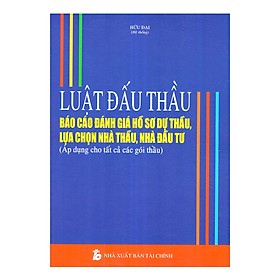 HỮU ĐẠI
(Hệ thống)
LUẬT ĐẤU THẦU
BÁO CÁO ĐÁNH GIÁ HỒ SƠ DỰ THẦU,
LỰA CHỌN NHÀ THẦU, NHÀ ĐẦU TƯ
(Áp dụng cho tất cả các gói thầu)
NHÀ XUẤT BẢN TÀI CHÍNH